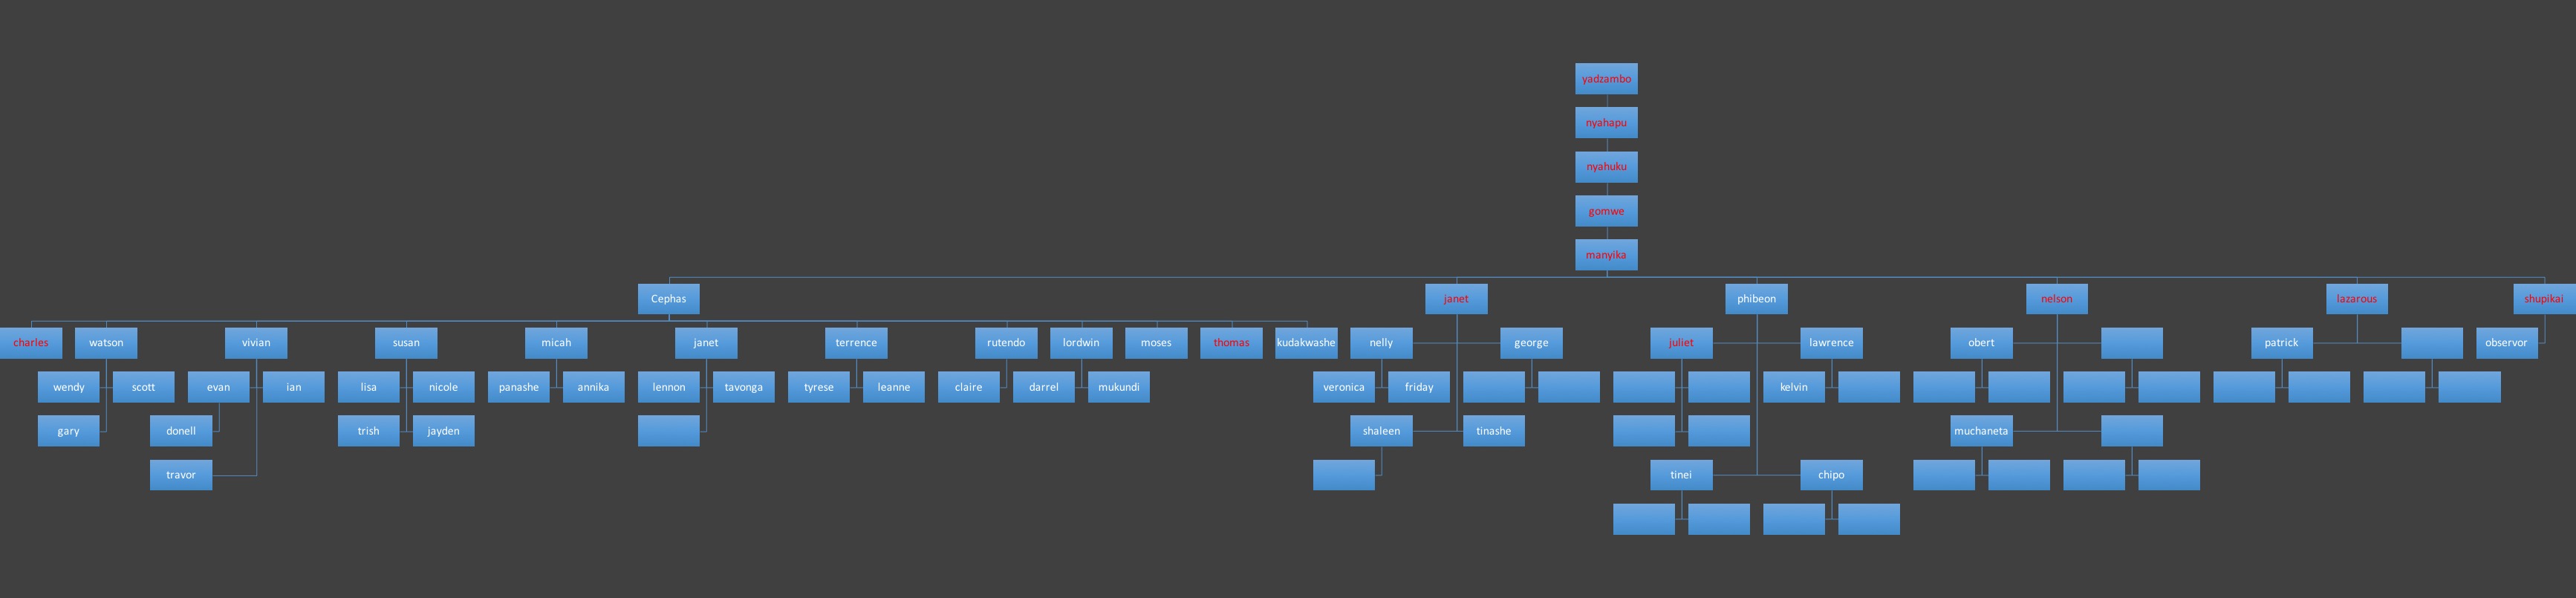 yadzambo
nyahapu
nyahuku
gomwe
manyika
Cephas janet phibeon nelson lazarous shupikai
charles watson vivian susan micah janet terrence rutendo lordwin moses thomas kudakwashe nelly george juliet lawrence obert patrick observor
wendy scott evan ian lisa nicole panashe annika lennon tavonga tyrese leanne claire darrel mukundi veronica friday kelvin
gary donell trish jayden shaleen tinashe muchaneta
travor tinei chipo